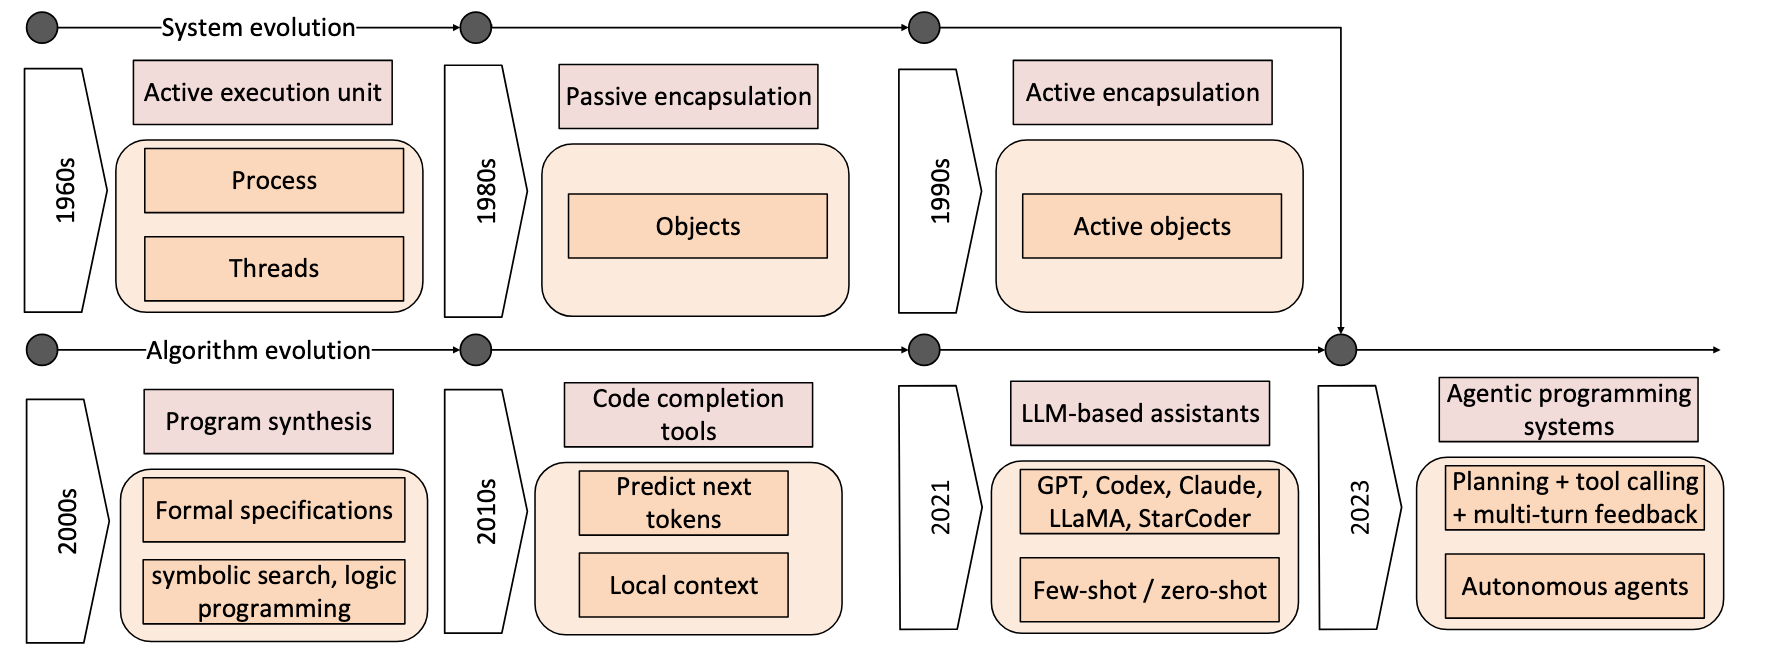 System evolution
1960s
Active execution unit
Process
Threads
1980s
Passive encapsulation
Objects
1990s
Active encapsulation
Active objects
Algorithm evolution
2000s
Program synthesis
Formal specifications
symbolic search, logic
programming
2010s
Code completion
tools
Predict next
tokens
Local context
2021
LLM-based assistants
GPT, Codex, Claude,
LLaMA, StarCoder
Few-shot / zero-shot
2023
Agentic programming
systems
Planning + tool calling
+ multi-turn feedback
Autonomous agents